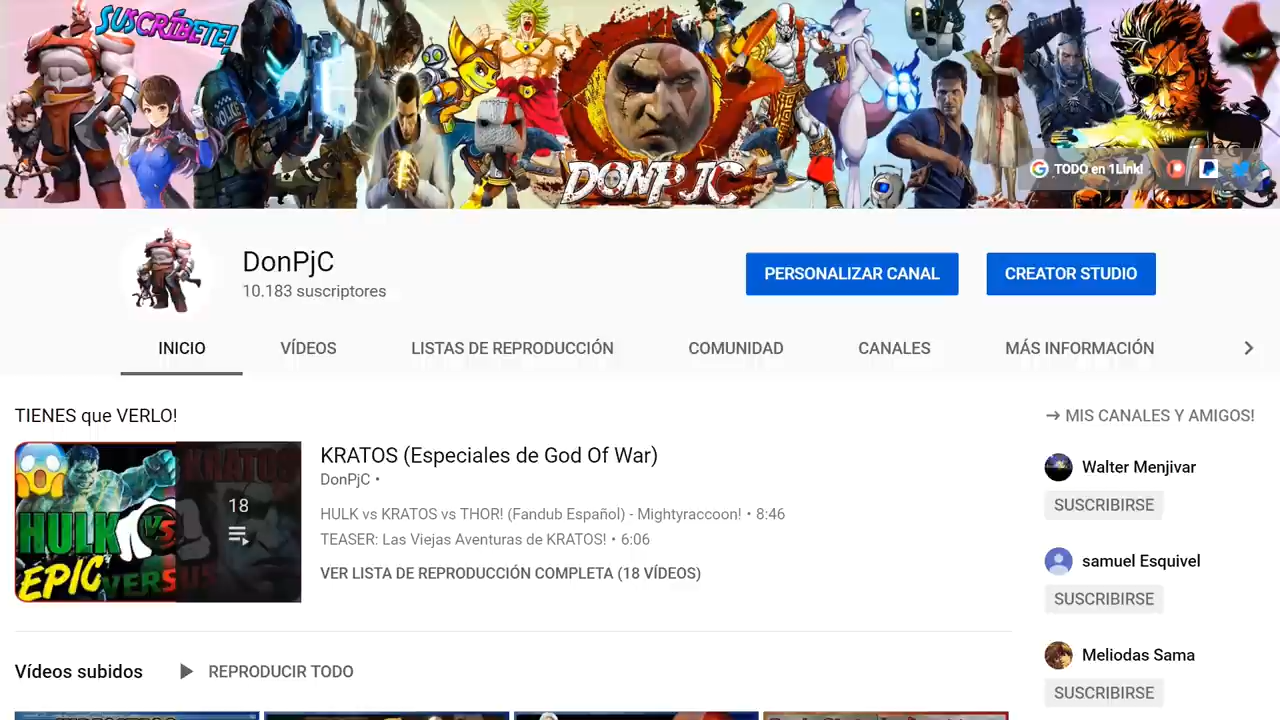 SUSCRÍBETE!
POLICE
DONPJC
TODO en 1Link!
DonPjC
10.183 suscriptores
PERSONALIZAR CANAL
CREATOR STUDIO
INICIO
VÍDEOS
LISTAS DE REPRODUCCIÓN
COMUNIDAD
CANALES
MÁS INFORMACIÓN
TIENES que VERLO!
HULK VS KRATOS
EPIC VERSUS
18
KRATOS (Especiales de God Of War)
DonPjC •
HULK vs KRATOS vs THOR! (Fandub Español) - Mightyraccoon! • 8:46
TEASER: Las Viejas Aventuras de KRATOS! • 6:06
VER LISTA DE REPRODUCCIÓN COMPLETA (18 VÍDEOS)
→ MIS CANALES Y AMIGOS!
Walter Menjivar
SUSCRIBIRSE
samuel Esquivel
SUSCRIBIRSE
Meliodas Sama
SUSCRIBIRSE
Vídeos subidos
REPRODUCIR TODO